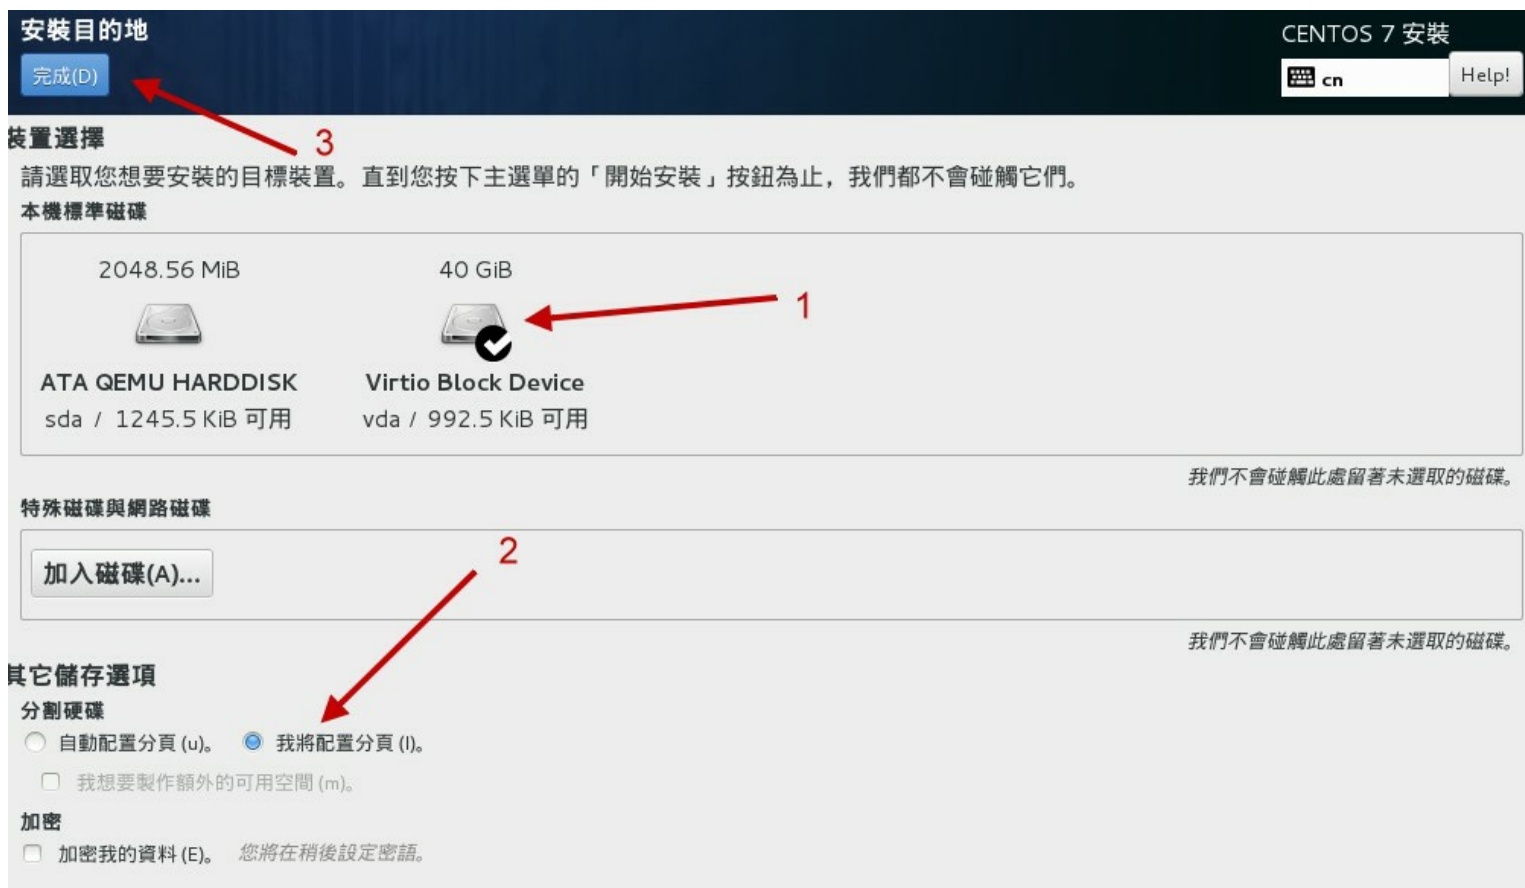 安裝目的地
CENTOS 7 安裝
完成(D)
cn
Help!
3
裝置選擇
請選取您想要安裝的目標裝置。直到您按下主選單的「開始安裝」按鈕為止，我們都不會碰觸它們。
本機標準磁碟
2048.56 MiB
40 GiB
1
ATA QEMU HARDDISK
Virtio Block Device
sda / 1245.5 KiB 可用
vda / 992.5 KiB 可用
我們不會碰觸此處留著未選取的磁碟。
特殊磁碟與網路磁碟
2
加入磁碟(A)...
我們不會碰觸此處留著未選取的磁碟。
其它儲存選項
分割硬碟
自動配置分頁 (u)。 我將配置分頁 (I)。
我想要製作額外的可用空間 (m)。
加密
加密我的資料 (E)。 您將在稍後設定密語。